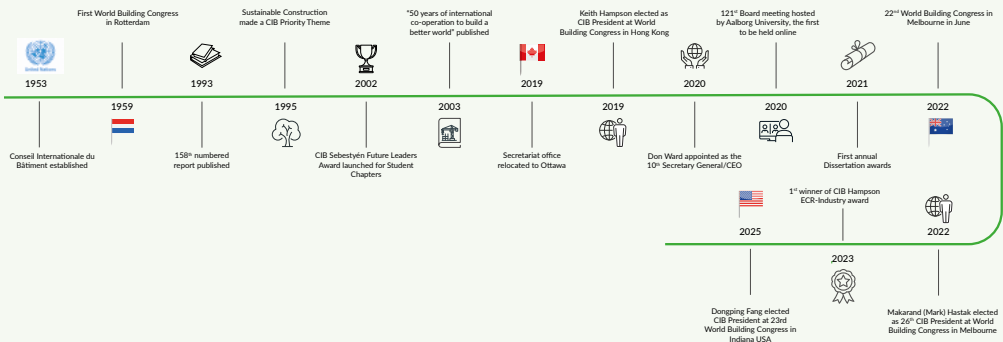 First World Building Congress
in Rotterdam
Sustainable Construction
made a CIB Priority Theme
"50 years of international
co-operation to build a
better world" published
Keith Hampson elected as
CIB President at World
Building Congress in Hong Kong
121st Board meeting hosted
by Aalborg University, the first
to be held online
22nd World Building Congress in
Melbourne in June
United Nations
1953
1993
2002
2019
2020
2021
1959
1995
2003
2019
2020
2022
Conseil Internationale du
Bâtiment established
158th numbered
report published
CIB Sebestyén Future Leaders
Award launched for Student
Chapters
Secretariat office
relocated to Ottawa
Don Ward appointed as the
10th Secretary General/CEO
First annual
Dissertation awards
1st winner of CIB Hampson
ECR-Industry award
2025
2022
2023
Dongping Fang elected
CIB President at 23rd
World Building Congress in
Indiana USA
Makarand (Mark) Hastak elected
as 26th CIB President at World
Building Congress in Melbourne